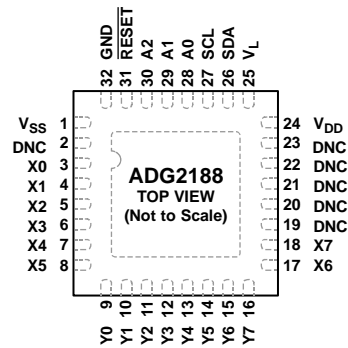 32 GND
31 RESET
30 A2
29 A1
28 A0
27 SCL
26 SDA
25 VL
VSS 1
DNC 2
X0 3
X1 4
X2 5
X3 6
X4 7
X5 8
ADG2188
TOP VIEW
(Not to Scale)
24 VDD
23 DNC
22 DNC
21 DNC
20 DNC
19 DNC
18 X7
17 X6
Y0 9
Y1 10
Y2 11
Y3 12
Y4 13
Y5 14
Y6 15
Y7 16